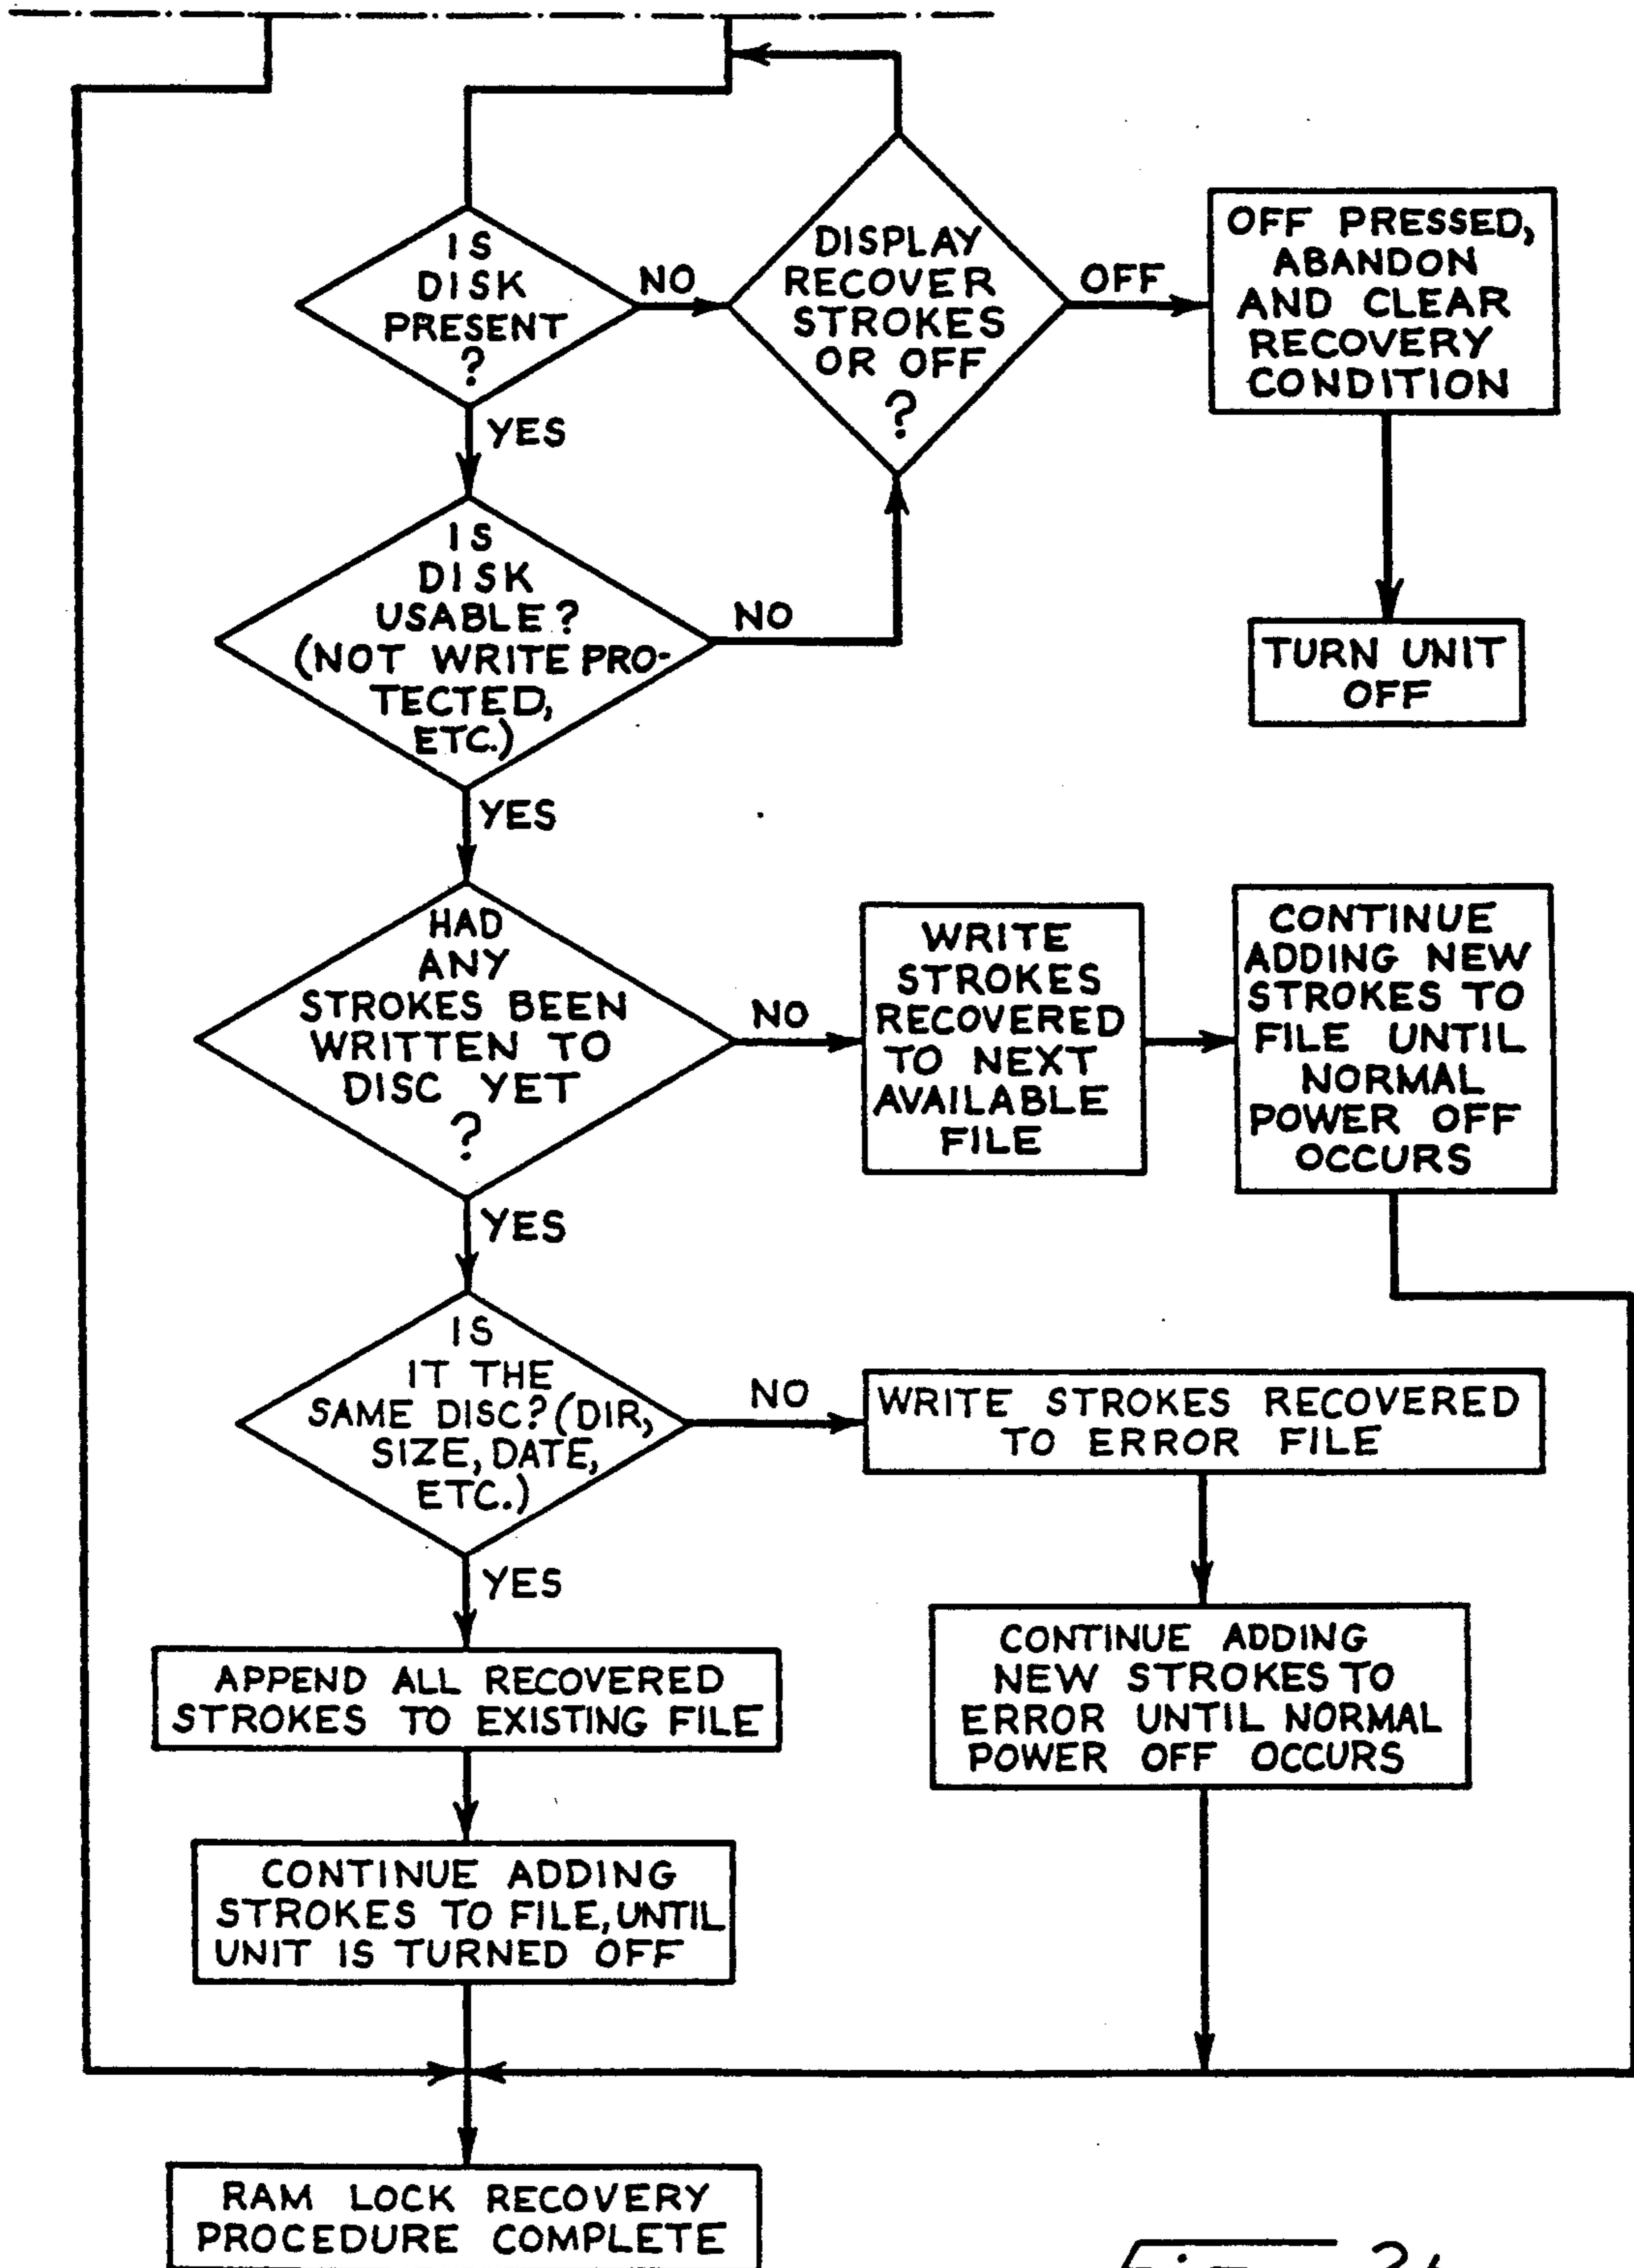 IS
DISK
PRESENT
?
NO
DISPLAY
RECOVER
STROKES
OR OFF
?
OFF
OFF PRESSED,
ABANDON
AND CLEAR
RECOVERY
CONDITION
YES
TURN UNIT
OFF
IS
DISK
USABLE?
(NOT WRITE PRO-
TECTED,
ETC.)
NO
YES
HAD
ANY
STROKES BEEN
WRITTEN TO
DISC YET
?
NO
WRITE
STROKES
RECOVERED
TO NEXT
AVAILABLE
FILE
CONTINUE
ADDING NEW
STROKES TO
FILE UNTIL
NORMAL
POWER OFF
OCCURS
YES
IS
IT THE
SAME DISC? (DIR,
SIZE, DATE,
ETC.)
NO
WRITE STROKES RECOVERED
TO ERROR FILE
YES
CONTINUE ADDING
NEW STROKES TO
ERROR UNTIL NORMAL
POWER OFF OCCURS
APPEND ALL RECOVERED
STROKES TO EXISTING FILE
CONTINUE ADDING
STROKES TO FILE, UNTIL
UNIT IS TURNED OFF
RAM LOCK RECOVERY
PROCEDURE COMPLETE